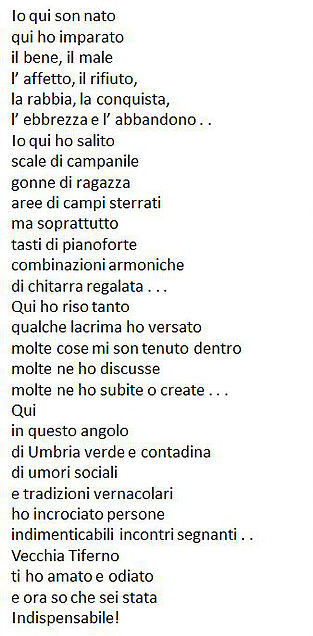 Io qui son nato
qui ho imparato
il bene, il male
l' affetto, il rifiuto,
la rabbia, la conquista,
l' ebbrezza e l' abbandono . .
Io qui ho salito
scale di campanile
gonne di ragazza
aree di campi sterrati
ma soprattutto
tasti di pianoforte
combinazioni armoniche
di chitarra regalata . . .
Qui ho riso tanto
qualche lacrima ho versato
molte cose mi son tenuto dentro
molte ne ho discusse
molte ne ho subite o create . . .
Qui
in questo angolo
di Umbria verde e contadina
di umori sociali
e tradizioni vernacolari
ho incrociato persone
indimenticabili incontri segnanti . .
Vecchia Tiferno
ti ho amato e odiato
e ora so che sei stata
Indispensabile!